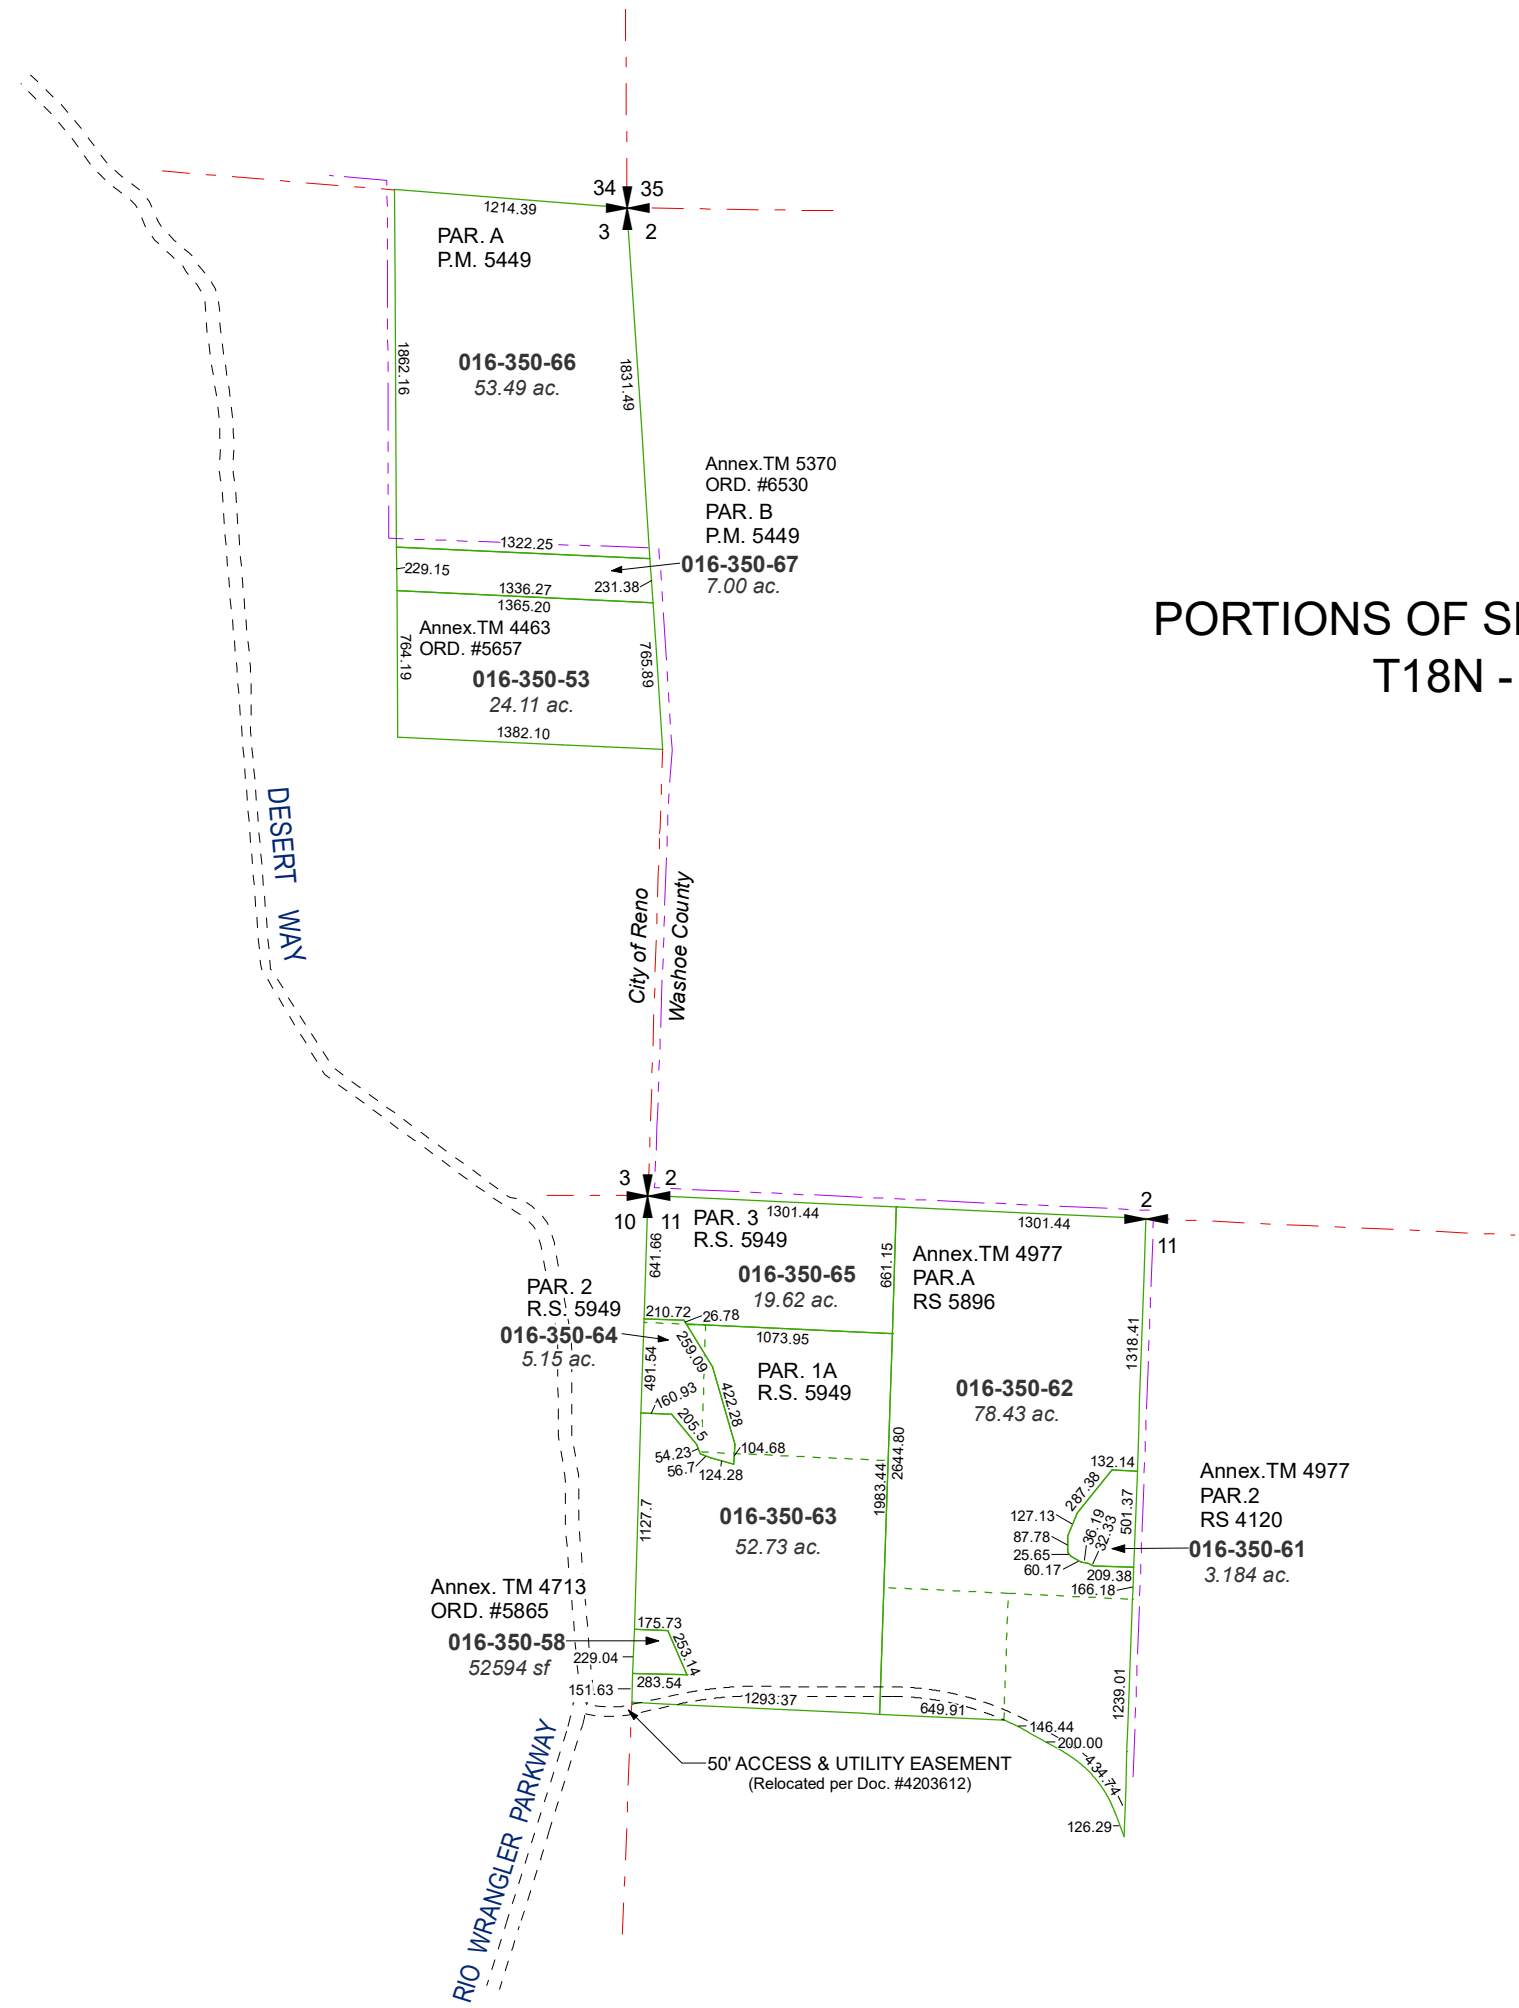 34 35
1214.39
3 2
PAR. A
P.M. 5449
1862.16
016-350-66
53.49 ac.
1831.49
Annex.TM 5370
ORD. #6530
PAR. B
P.M. 5449
016-350-67
7.00 ac.
1322.25
229.15
231.38
1336.27
1365.20
Annex.TM 4463
ORD. #5657
764.19
765.89
016-350-53
24.11 ac.
1382.10
PORTIONS OF
T18N -
DESERT WAY
City of Reno
Washoe County
3 2
10 11
2
11
PAR. 3
R.S. 5949
1301.44
1301.44
641.66
661.15
016-350-65
19.62 ac.
Annex.TM 4977
PAR.A
RS 5896
1318.41
PAR. 2
R.S. 5949
016-350-64
5.15 ac.
210.72
26.78
1073.95
259.09
491.54
PAR. 1A
R.S. 5949
422.28
160.93
205.5
54.23
56.7
124.28
104.68
016-350-62
78.43 ac.
1983.44
2644.80
016-350-63
52.73 ac.
1127.7
132.14
287.38
127.13
87.78
25.65
60.17
36.19
32.33
501.37
209.38
166.18
Annex.TM 4977
PAR.2
RS 4120
016-350-61
3.184 ac.
Annex. TM 4713
ORD. #5865
016-350-58
52594 sf
175.73
253.14
229.04
283.54
151.63
1293.37
649.91
1239.01
146.44
200.00
434.74
126.29
50' ACCESS & UTILITY EASEMENT
(Relocated per Doc. #4203612)
RIO WRANGLER PARKWAY